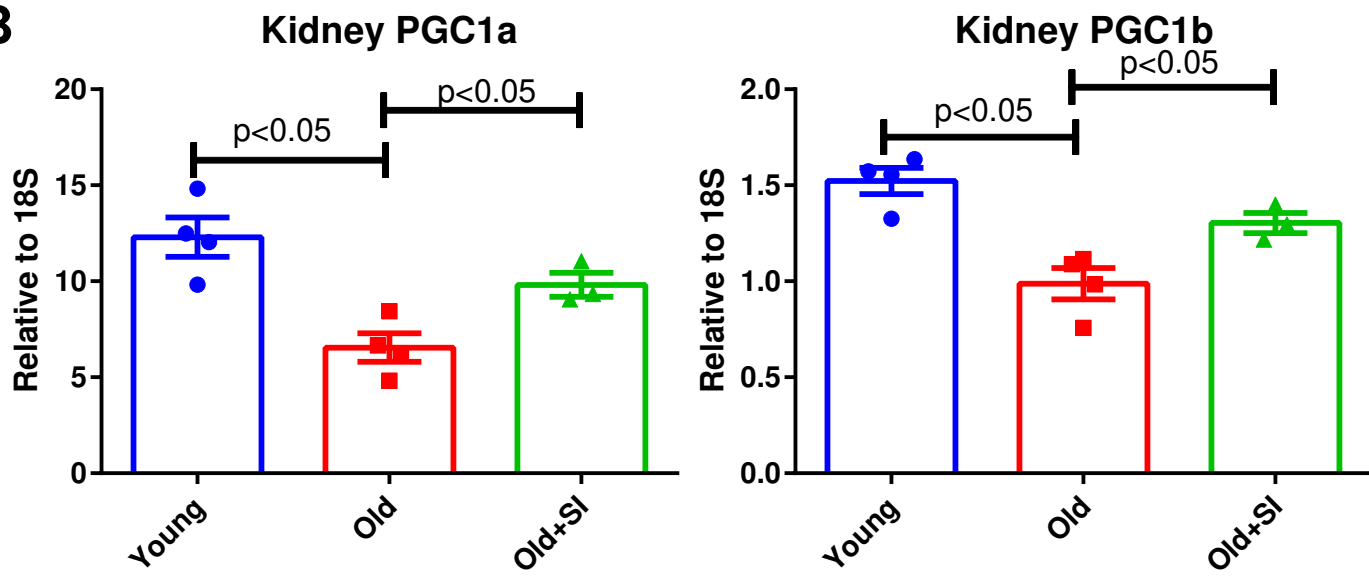 B
Kidney PGC1a
Relative to 18S
20
15
10
5
0
p<0.05
p<0.05
Young
Old
Old+SI
Kidney PGC1b
Relative to 18S
2.0
1.5
1.0
0.5
0.0
p<0.05
p<0.05
Young
Old
Old+SI